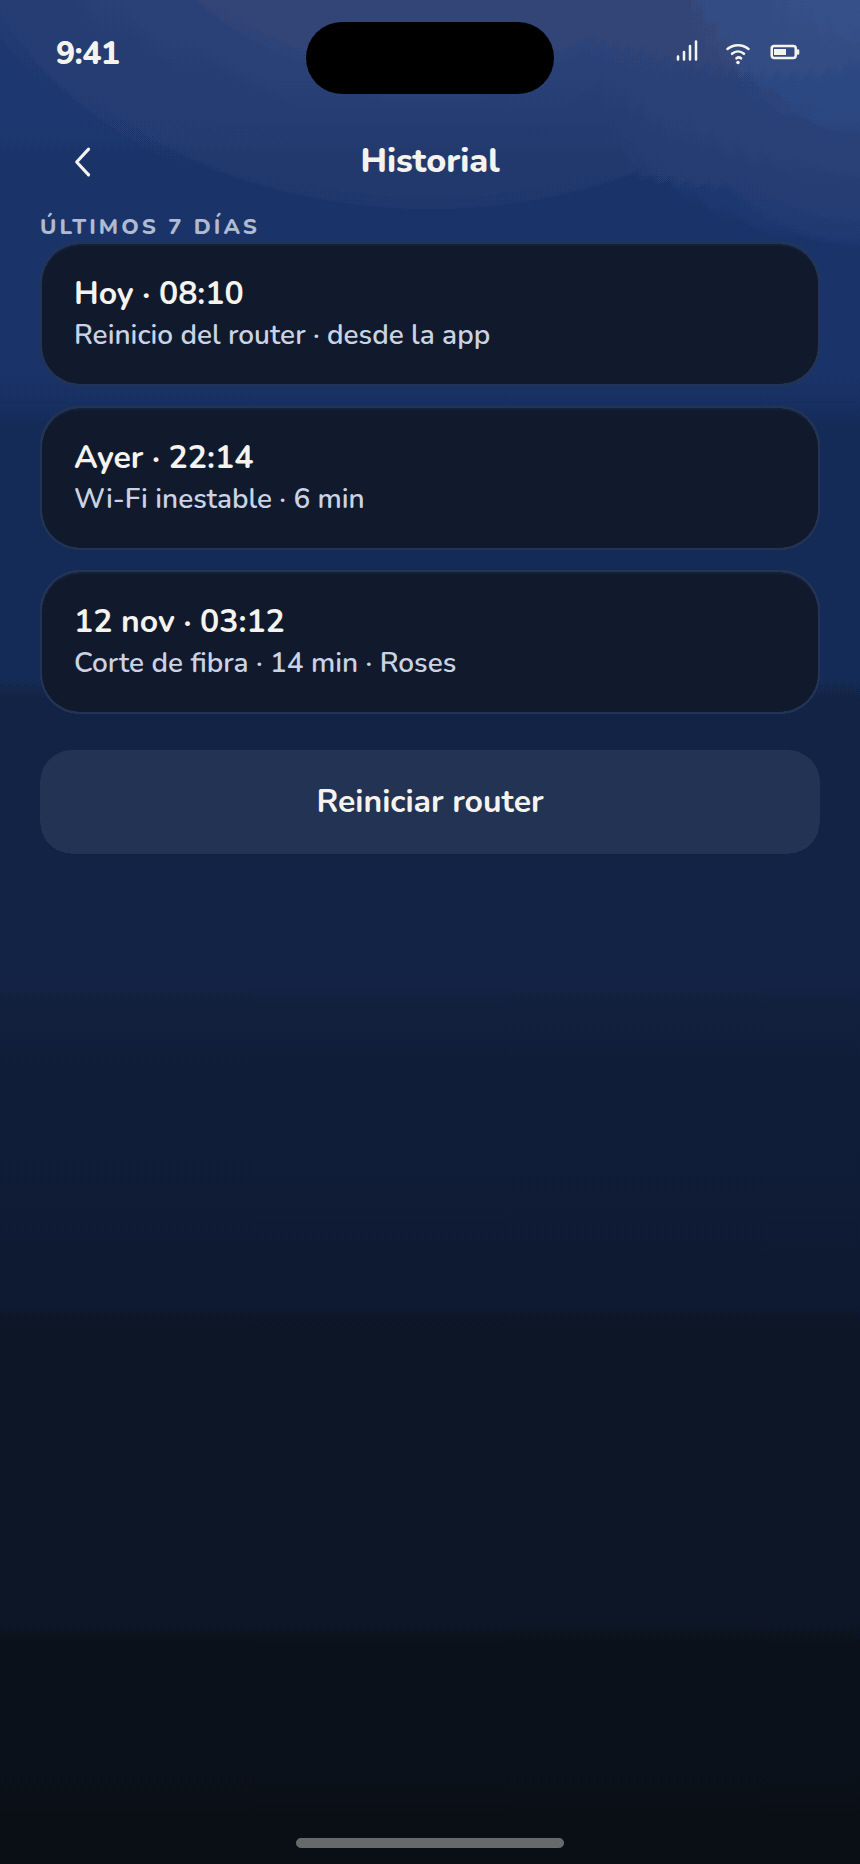 9:41
Historial
ÚLTIMOS 7 DÍAS
Hoy · 08:10
Reinicio del router · desde la app
Ayer · 22:14
Wi-Fi inestable · 6 min
12 nov · 03:12
Corte de fibra · 14 min · Roses
Reiniciar router